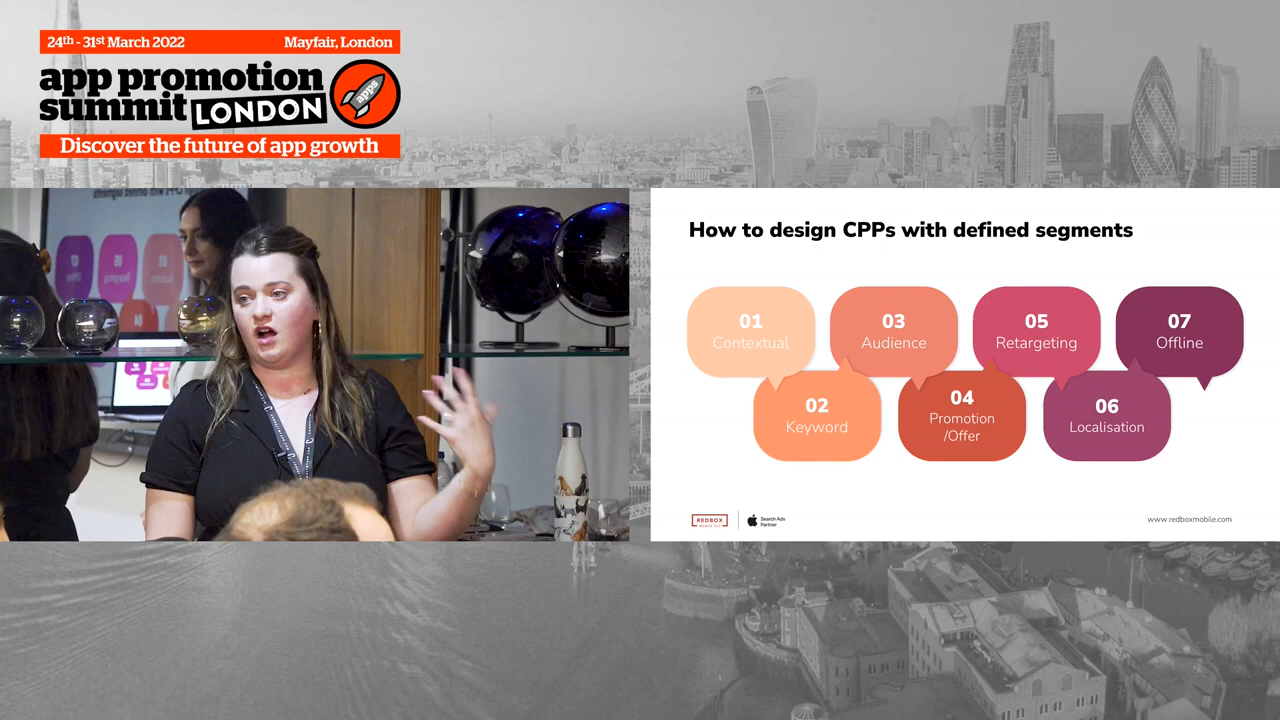 24th - 31st March 2022
Mayfair, London
app promotion
summit LONDON
apps
Discover the future of app growth
How to design CPPs with defined segments
01
Contextual
03
Audience
05
Retargeting
07
Offline
02
Keyword
04
Promotion
/Offer
06
Localisation
REDBOX
MOBILE PLC
Search Ads
Partner
www.redboxmobile.com